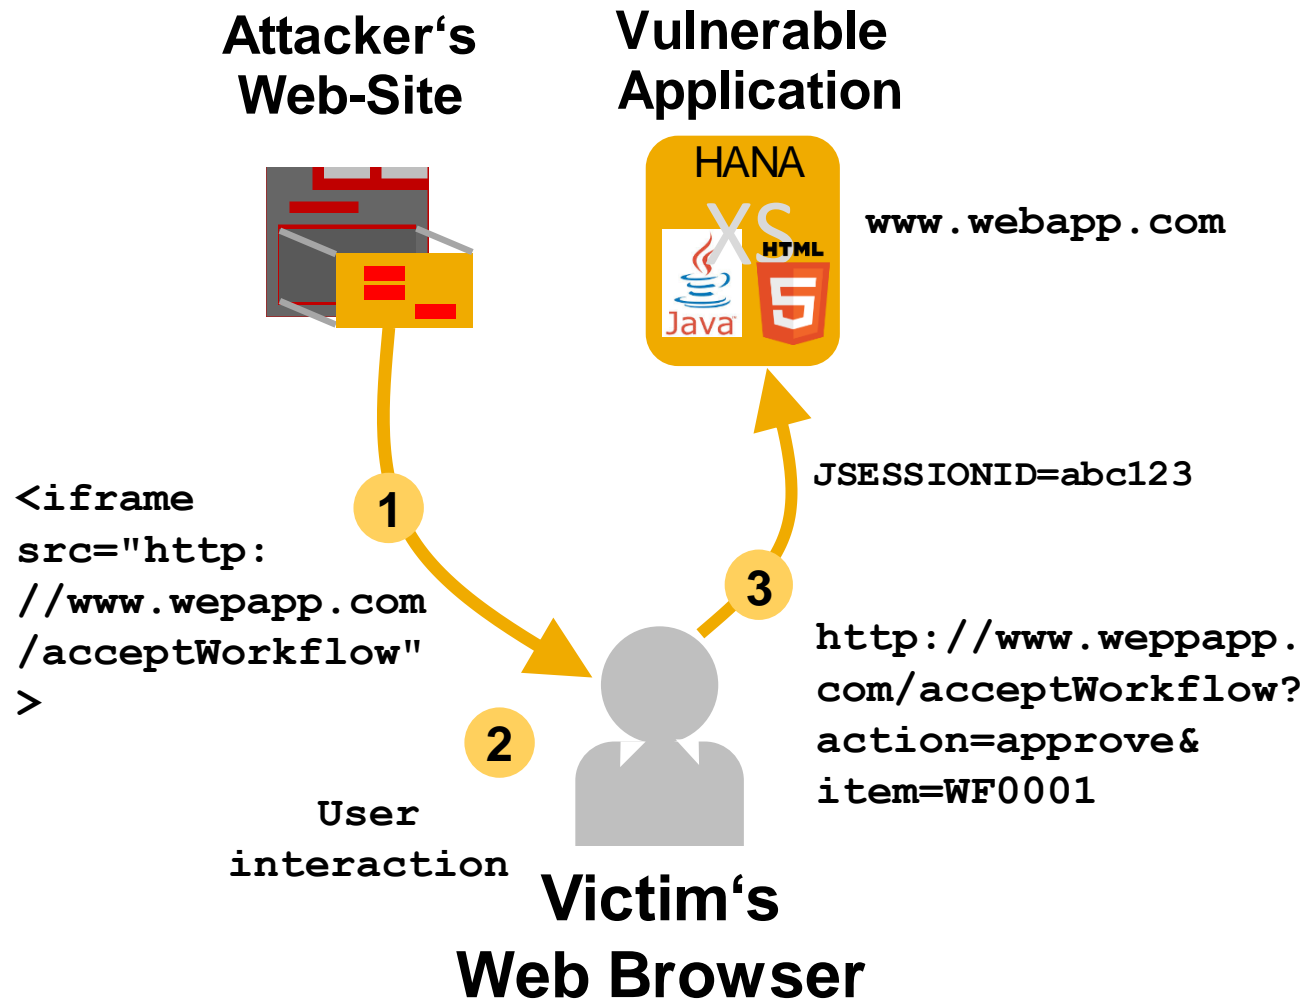 Attacker‘s
Web-Site
Vulnerable
Application
HANA
XS
Java
HTML
5
www.webapp.com
JSESSIONID=abc123
<iframe
src="http:
//www.wepapp.com
/acceptWorkflow"
>
1
2
3
http://www.weppapp.
com/acceptWorkflow?
action=approve&
item=WF0001
User
interaction
Victim‘s
Web Browser